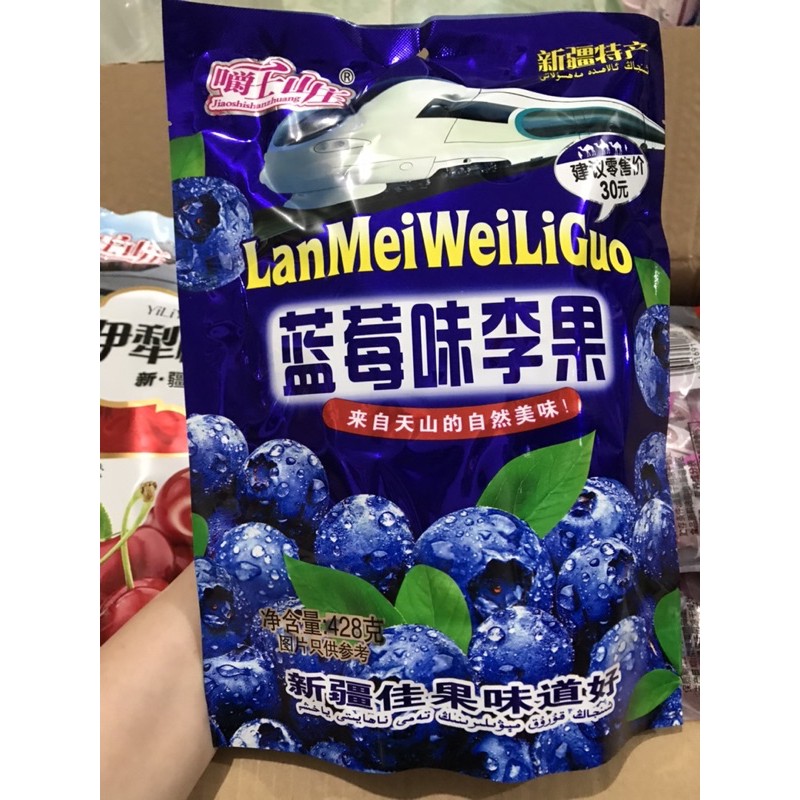 嚼士山庄®
Jiaoshishanzhuang
新疆特产
建议零售价
30元
LanMeiWeiLiGuo
蓝莓味李果
来自天山的自然美味!
净含量:428克
图片只供参考
新疆佳果味道好
YiLi
伊犁
新·疆